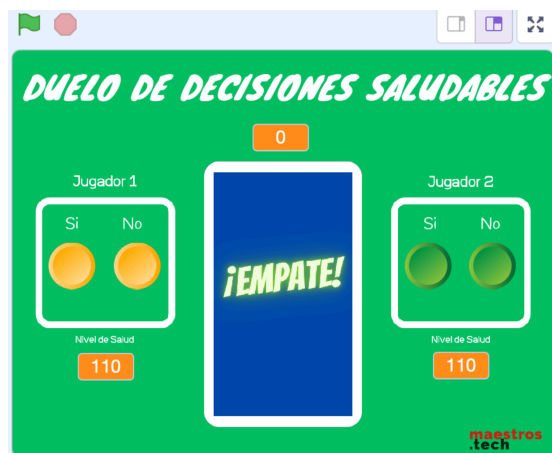 DUELO DE DECISIONES SALUDABLES
0
Jugador 1
Si No
Nivel de Salud
110
¡EMPATE!
Jugador 2
Si No
Nivel de Salud
110
maestros
.tech